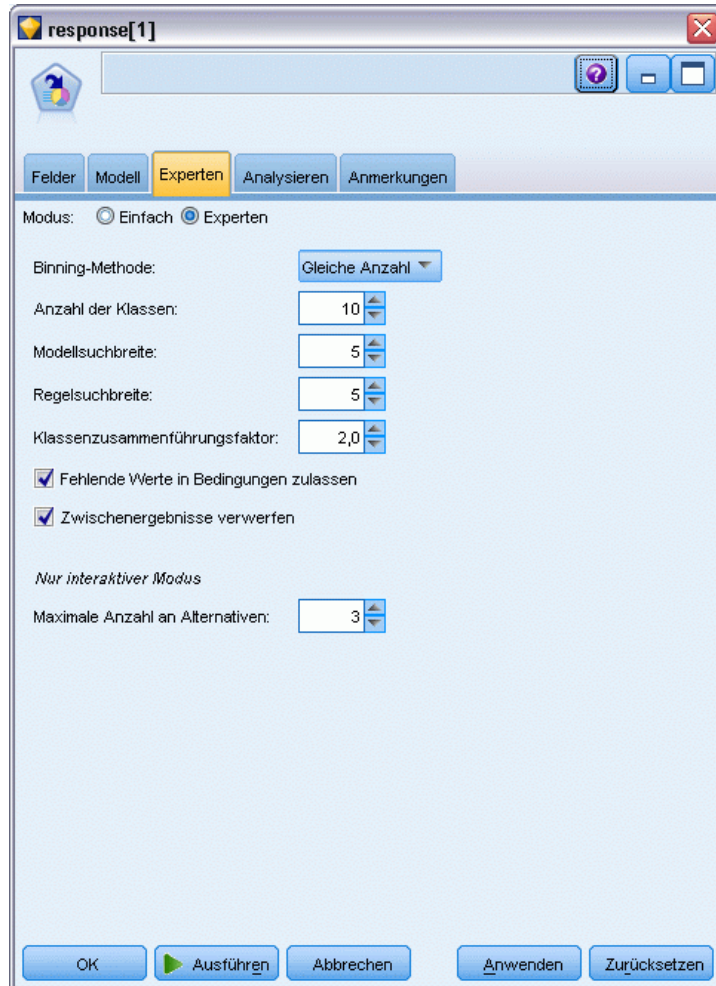 response[1]
Felder Modell Experten Analysieren Anmerkungen
Modus: Einfach Experten
Binning-Methode: Gleiche Anzahl
Anzahl der Klassen: 10
Modellsuchbreite: 5
Regelsuchbreite: 5
Klassenzusammenführungsfaktor: 2,0
Fehlende Werte in Bedingungen zulassen
Zwischenergebnisse verwerfen
Nur interaktiver Modus
Maximale Anzahl an Alternativen: 3
OK Ausführen Abbrechen Anwenden Zurücksetzen